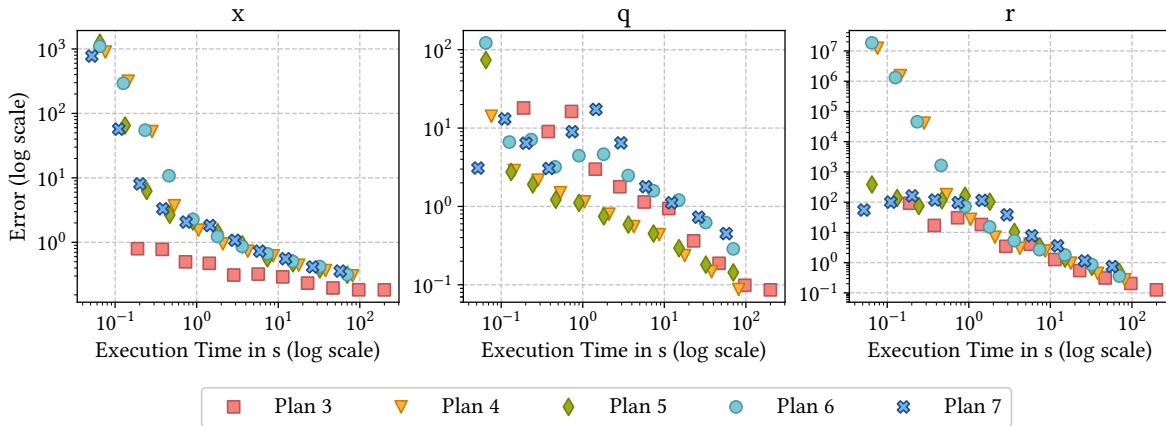 x q r
Error (log scale)
10³
10²
10¹
10⁰
10⁻¹ 10⁰ 10¹ 10²
Execution Time in s (log scale)
10²
10¹
10⁰
10⁻¹
10⁻¹ 10⁰ 10¹ 10²
Execution Time in s (log scale)
10⁷
10⁶
10⁵
10⁴
10³
10²
10¹
10⁰
10⁻¹
10⁻¹ 10⁰ 10¹ 10²
Execution Time in s (log scale)
Plan 3 Plan 4 Plan 5 Plan 6 Plan 7